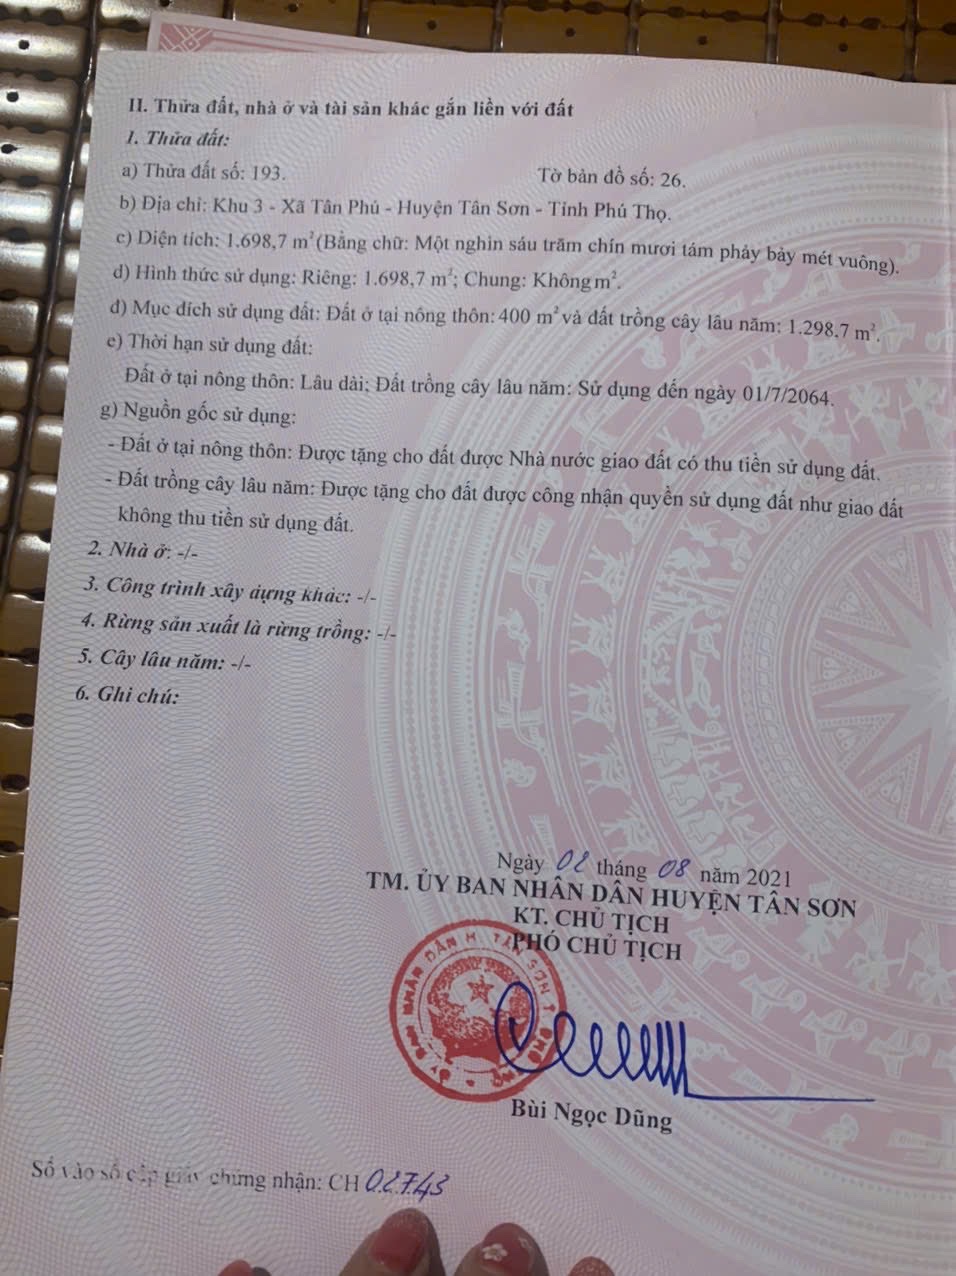 II. Thửa đất, nhà ở và tài sản khác gắn liền với đất
1. Thửa đất:
a) Thửa đất số: 193. Tờ bản đồ số: 26.
b) Địa chỉ: Khu 3 - Xã Tân Phú - Huyện Tân Sơn - Tỉnh Phú Thọ.
c) Diện tích: 1.698,7 m² (Bằng chữ: Một nghìn sáu trăm chín mươi tám phảy bảy mét vuông).
d) Hình thức sử dụng: Riêng: 1.698,7 m²; Chung: Không m².
đ) Mục đích sử dụng đất: Đất ở tại nông thôn: 400 m² và đất trồng cây lâu năm: 1.298,7 m².
e) Thời hạn sử dụng đất:
Đất ở tại nông thôn: Lâu dài; Đất trồng cây lâu năm: Sử dụng đến ngày 01/7/2064.
g) Nguồn gốc sử dụng:
- Đất ở tại nông thôn: Được tặng cho đất được Nhà nước giao đất có thu tiền sử dụng đất.
- Đất trồng cây lâu năm: Được tặng cho đất được công nhận quyền sử dụng đất như giao đất
không thu tiền sử dụng đất.
2. Nhà ở: -/-
3. Công trình xây dựng khác: -/-
4. Rừng sản xuất là rừng trồng: -/-
5. Cây lâu năm: -/-
6. Ghi chú:
Ngày 02 tháng 08 năm 2021
TM. ỦY BAN NHÂN DÂN HUYỆN TÂN SƠN
KT. CHỦ TỊCH
PHÓ CHỦ TỊCH
Bùi Ngọc Dũng
Số vào sổ cấp giấy chứng nhận: CH 02743